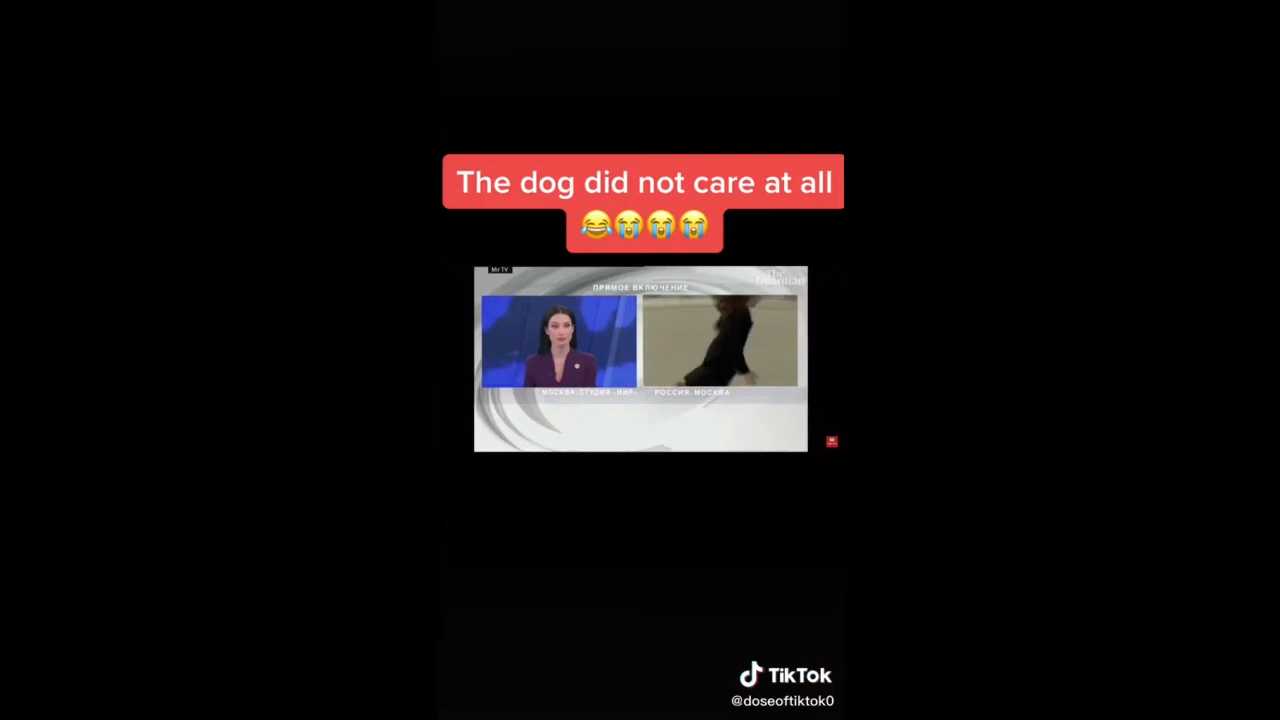 The dog did not care at all
😂😭😭😭
Mir TV
The
Guardian
ПРЯМОЕ ВКЛЮЧЕНИЕ
МОСКВА. СТУДИЯ «МИР»
РОССИЯ. МОСКВА
TikTok
@doseoftiktok0